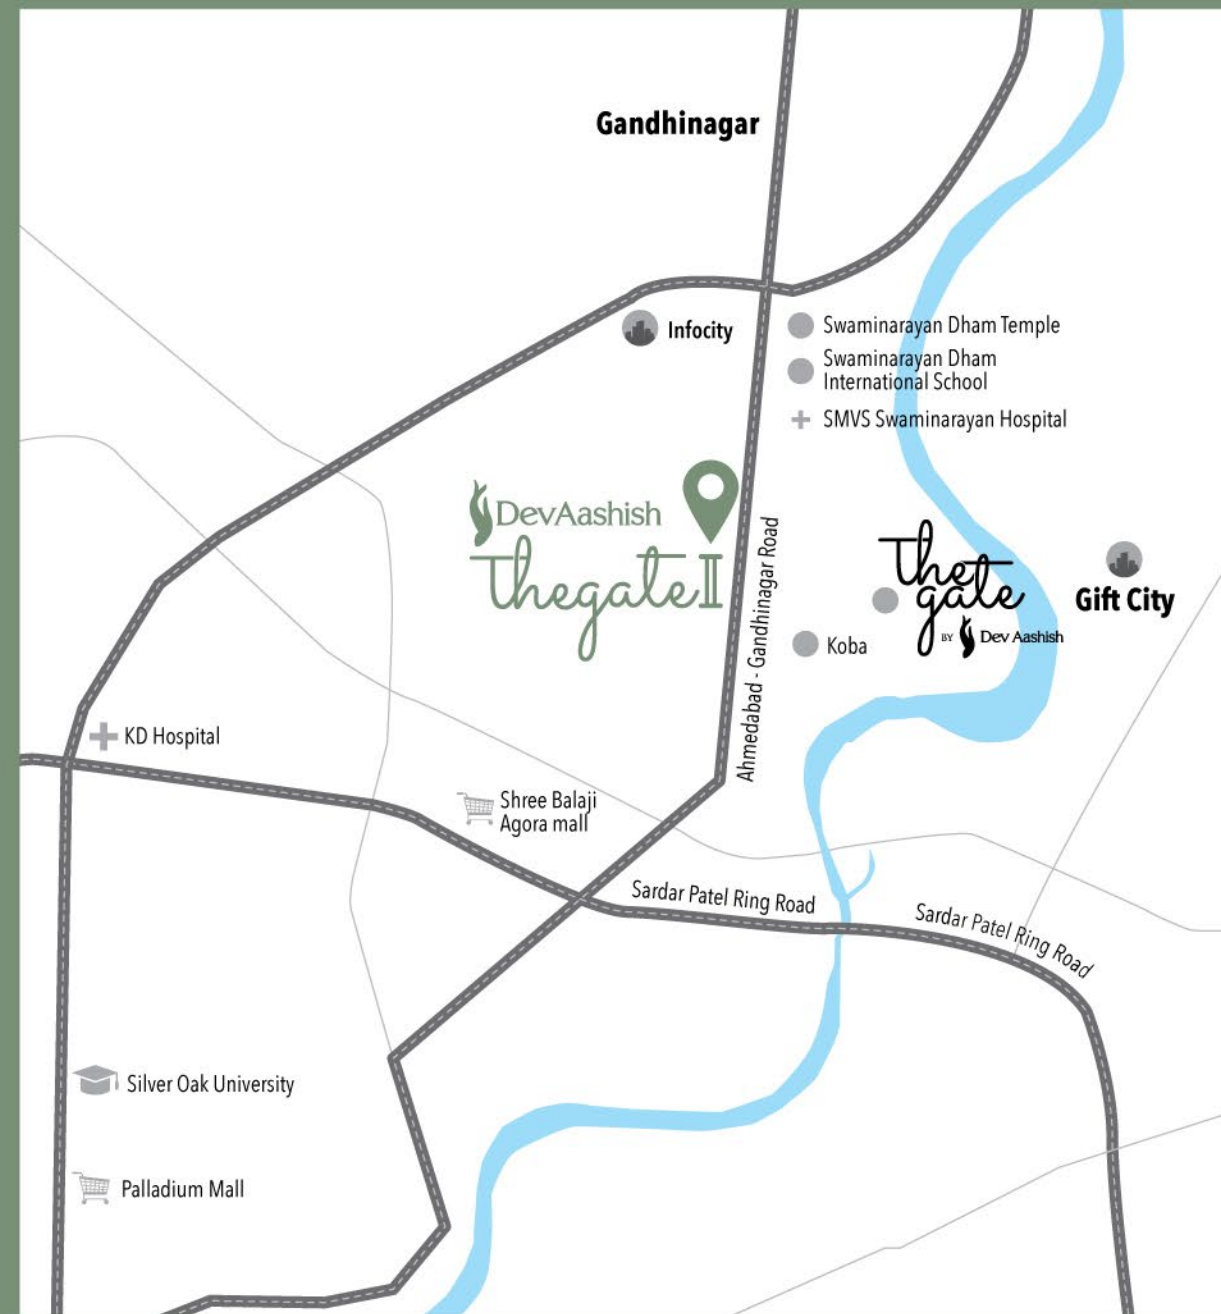 Gandhinagar
Infocity
Swaminarayan Dham Temple
Swaminarayan Dham
International School
SMVS Swaminarayan Hospital
DevAashish
Thegate II
Ahmedabad - Gandhinagar Road
The
gate
BY Dev Aashish
Gift City
Koba
KD Hospital
Shree Balaji
Agora mall
Sardar Patel Ring Road
Sardar Patel Ring Road
Silver Oak University
Palladium Mall